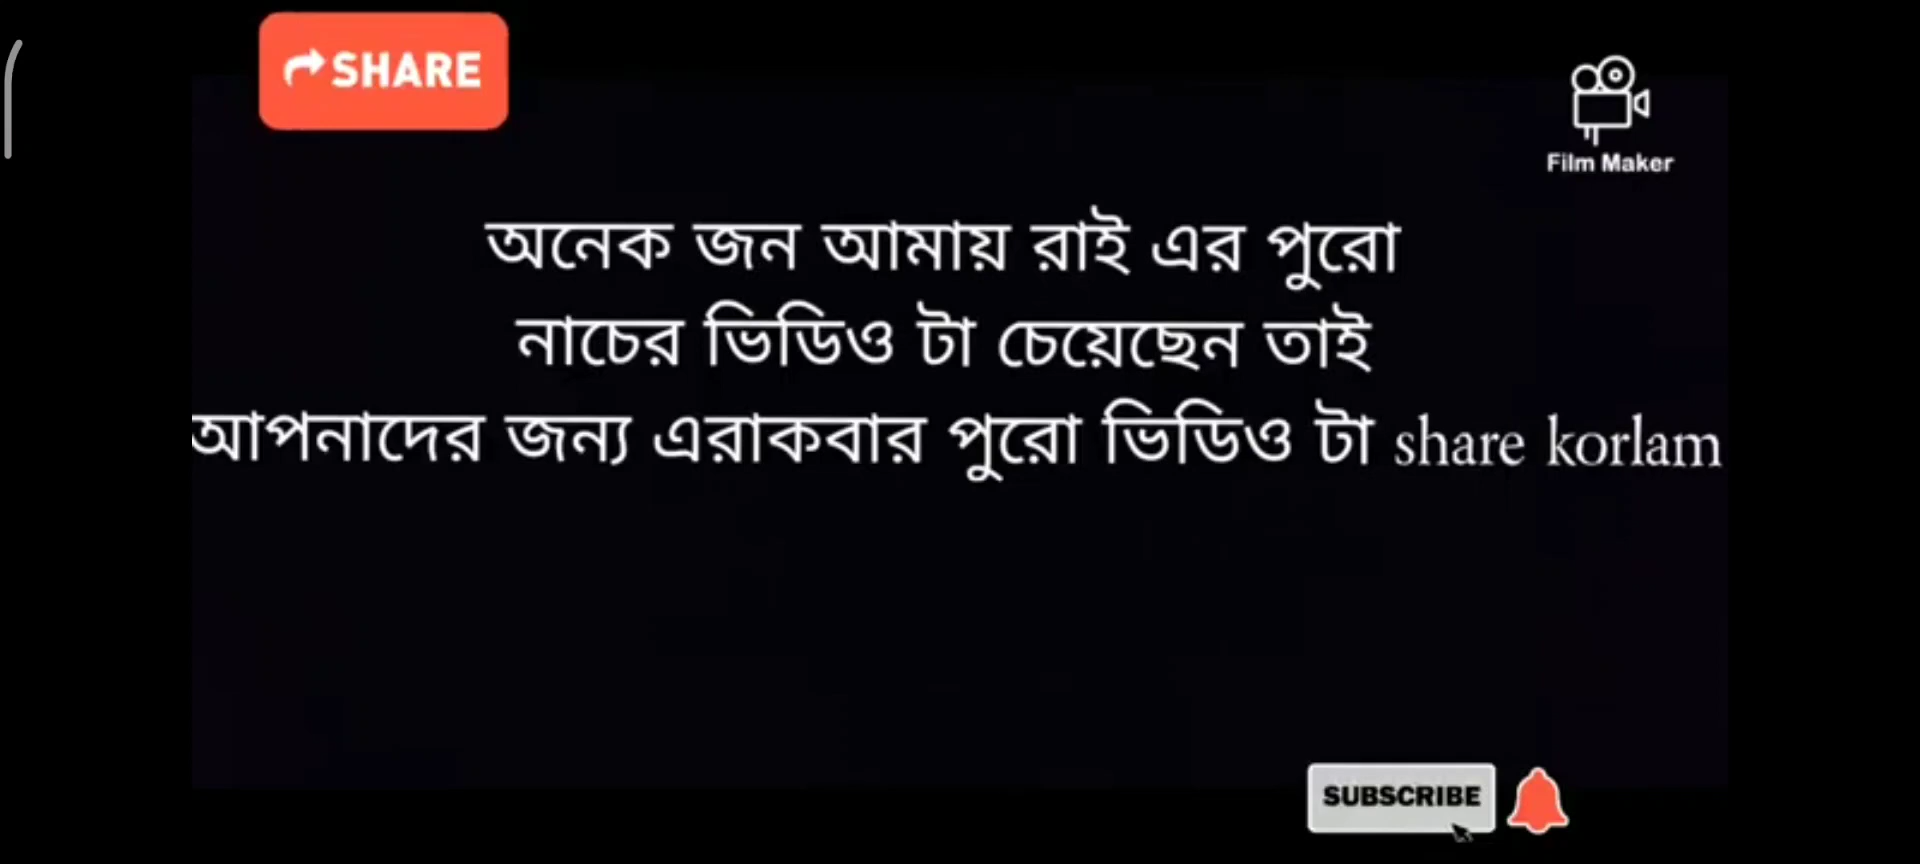 SHARE
Film Maker
অনেক জন আমায় রাই এর পুরো
নাচের ভিডিও টা চেয়েছেন তাই
আপনাদের জন্য এরাকবার পুরো ভিডিও টা share korlam
SUBSCRIBE